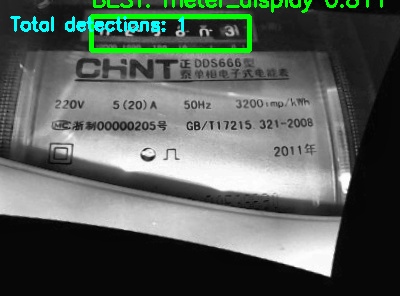 BEST: meter_display 0.811
Total detections: 1
CHNT 正泰 DDS666型
单相电子式电能表
220V 5(20)A 50Hz 3200imp/kWh
浙制00000205号 GB/T17215.321-2008
2011年